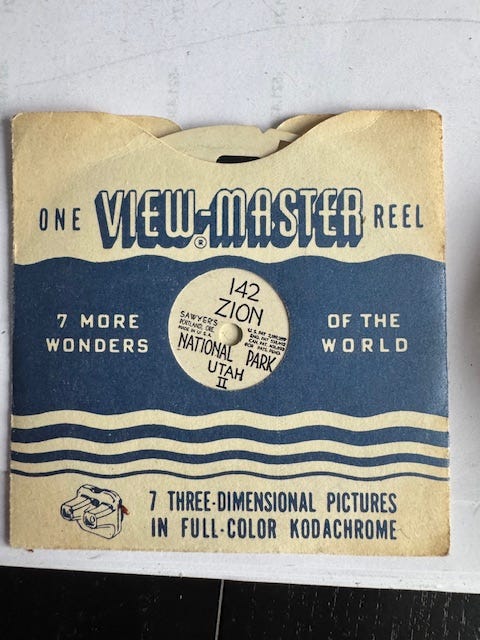 ONE VIEW-MASTER® REEL
7 MORE
WONDERS
142
ZION
SAWYER'S
PORTLAND, ORE.
MADE IN U.S.A.
NATIONAL PARK
UTAH
II
OF THE
WORLD
7 THREE-DIMENSIONAL PICTURES
IN FULL-COLOR KODACHROME